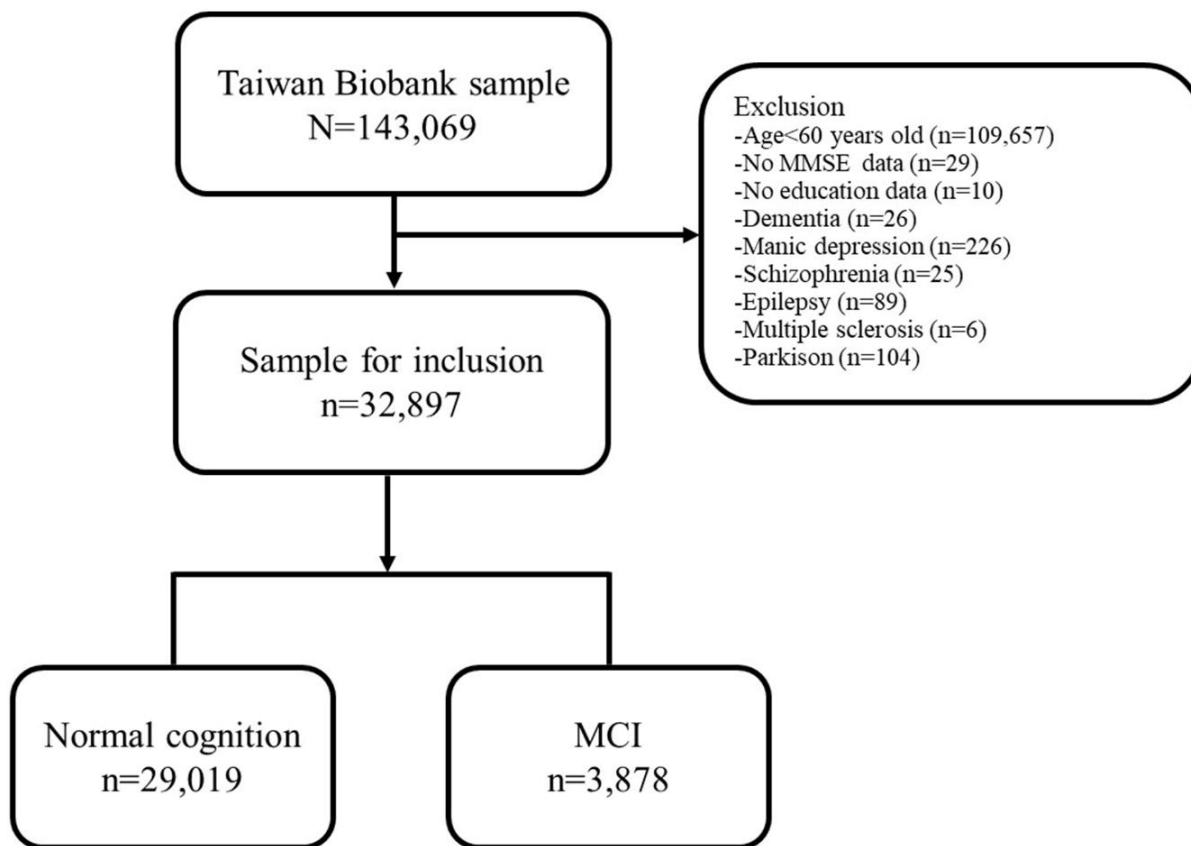 Taiwan Biobank sample
N=143,069
Exclusion
-Age<60 years old (n=109,657)
-No MMSE data (n=29)
-No education data (n=10)
-Dementia (n=26)
-Manic depression (n=226)
-Schizophrenia (n=25)
-Epilepsy (n=89)
-Multiple sclerosis (n=6)
-Parkison (n=104)
Sample for inclusion
n=32,897
Normal cognition
n=29,019
MCI
n=3,878